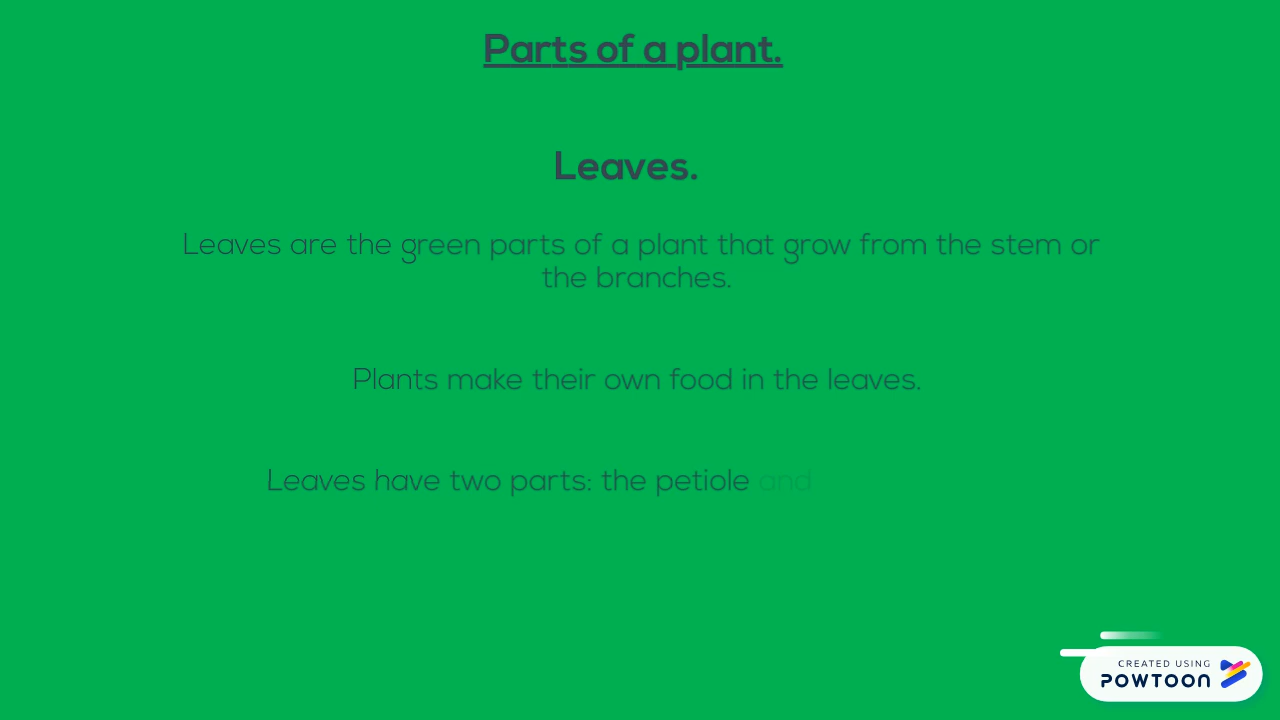 Parts of a plant.
Leaves.
Leaves are the green parts of a plant that grow from the stem or
the branches.
Plants make their own food in the leaves.
Leaves have two parts: the petiole and
CREATED USING
POWTOON